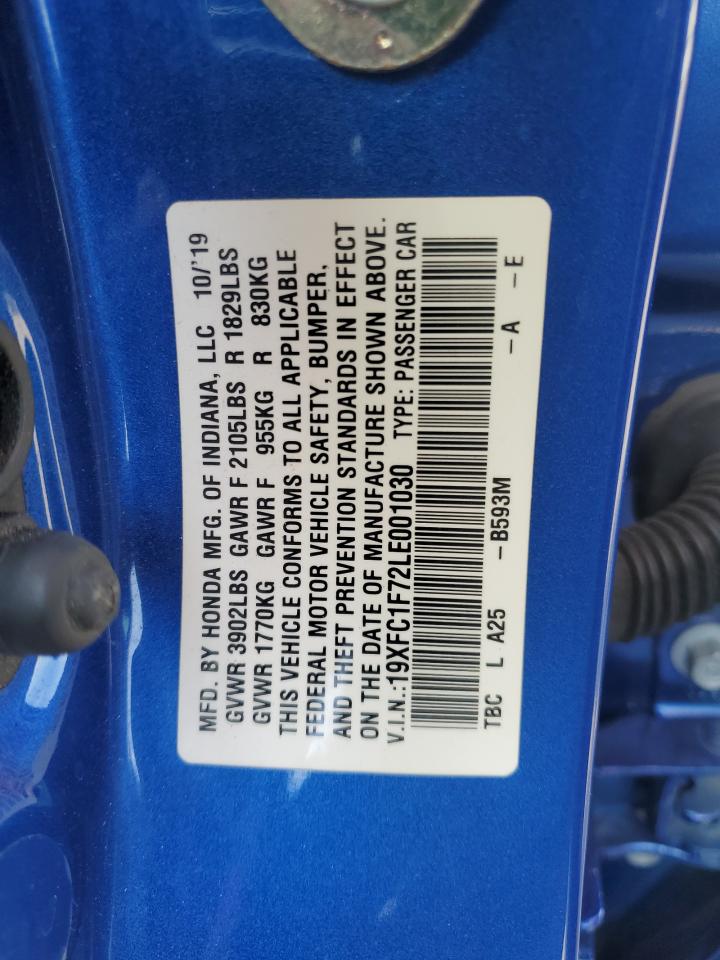 MFD. BY HONDA MFG. OF INDIANA, LLC 10/'19
GVWR 3902LBS GAWR F 2105LBS R 1829LBS
GVWR 1770KG GAWR F 955KG R 830KG
THIS VEHICLE CONFORMS TO ALL APPLICABLE
FEDERAL MOTOR VEHICLE SAFETY, BUMPER,
AND THEFT PREVENTION STANDARDS IN EFFECT
ON THE DATE OF MANUFACTURE SHOWN ABOVE.
V.I.N.:19XFC1F72LE001030 TYPE: PASSENGER CAR
TBC L A25 -B593M -A -E